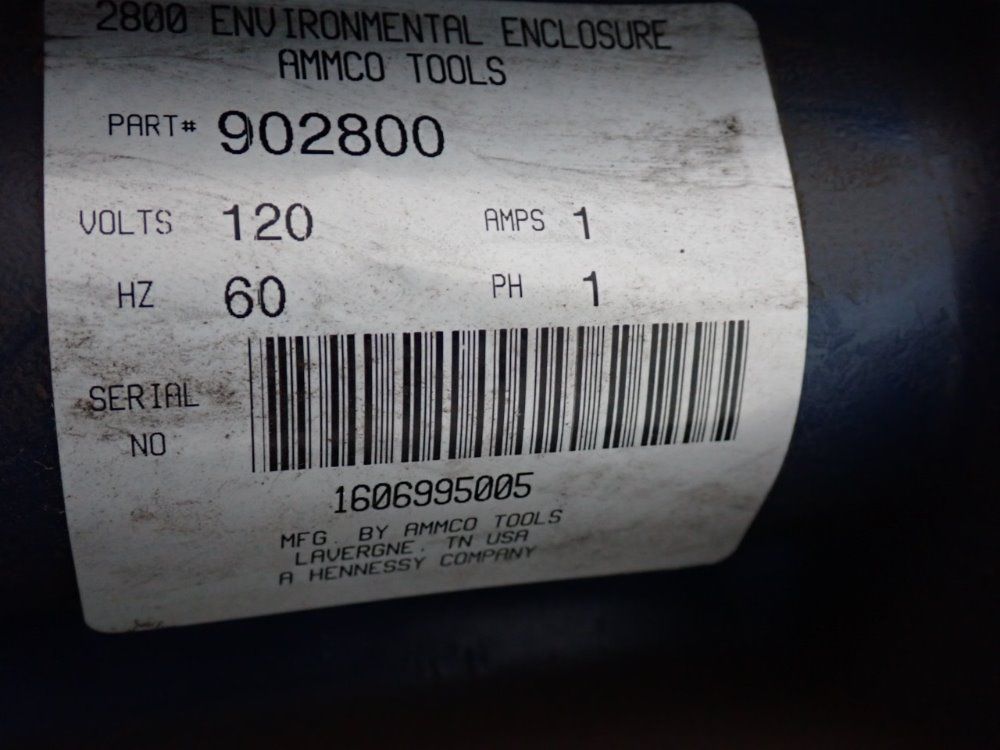 2800 ENVIRONMENTAL ENCLOSURE
AMMCO TOOLS
PART# 902800
VOLTS 120 AMPS 1
HZ 60 PH 1
SERIAL
NO
1606995005
MFG. BY AMMCO TOOLS
LAVERGNE, TN USA
A HENNESSY COMPANY